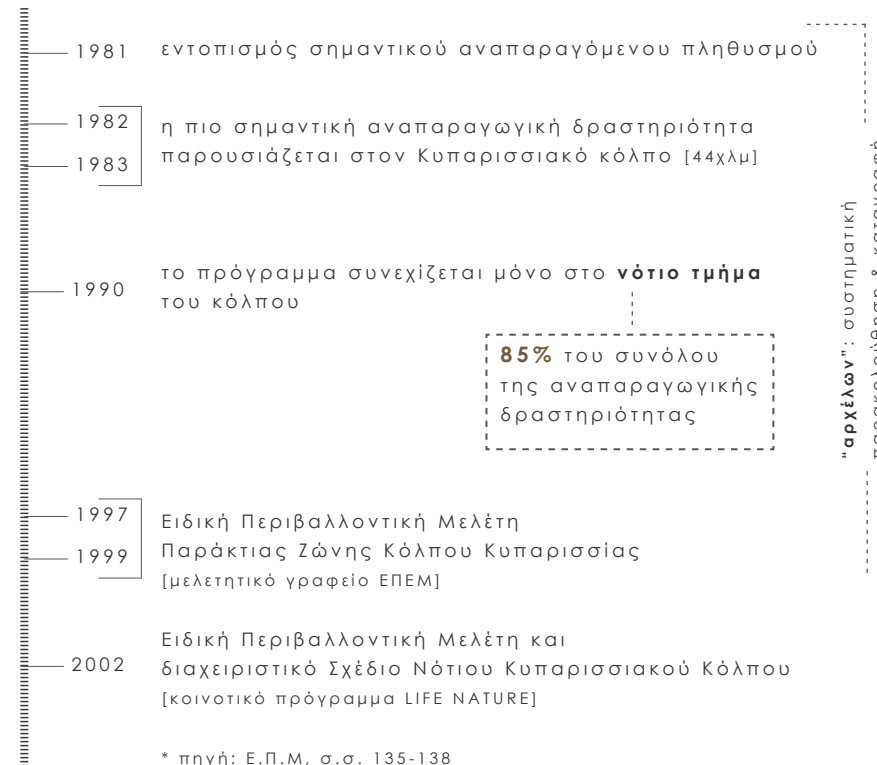 1981 εντοπισμός σημαντικού αναπαραγόμενου πληθυσμού
1982
1983
η πιο σημαντική αναπαραγωγική δραστηριότητα
παρουσιάζεται στον Κυπαρισσιακό κόλπο [44χλμ]
1990
το πρόγραμμα συνεχίζεται μόνο στο νότιο τμήμα
του κόλπου
85% του συνόλου
της αναπαραγωγικής
δραστηριότητας
1997
1999
Ειδική Περιβαλλοντική Μελέτη
Παράκτιας Ζώνης Κόλπου Κυπαρισσίας
[μελετητικό γραφείο ΕΠΕΜ]
2002
Ειδική Περιβαλλοντική Μελέτη και
διαχειριστικό Σχέδιο Νότιου Κυπαρισσιακού Κόλπου
[κοινοτικό πρόγραμμα LIFE NATURE]
* πηγή: Ε.Π.Μ, σ.σ. 135-138
"αρχέλων": συστηματική
παρακολούθηση & καταγραφή